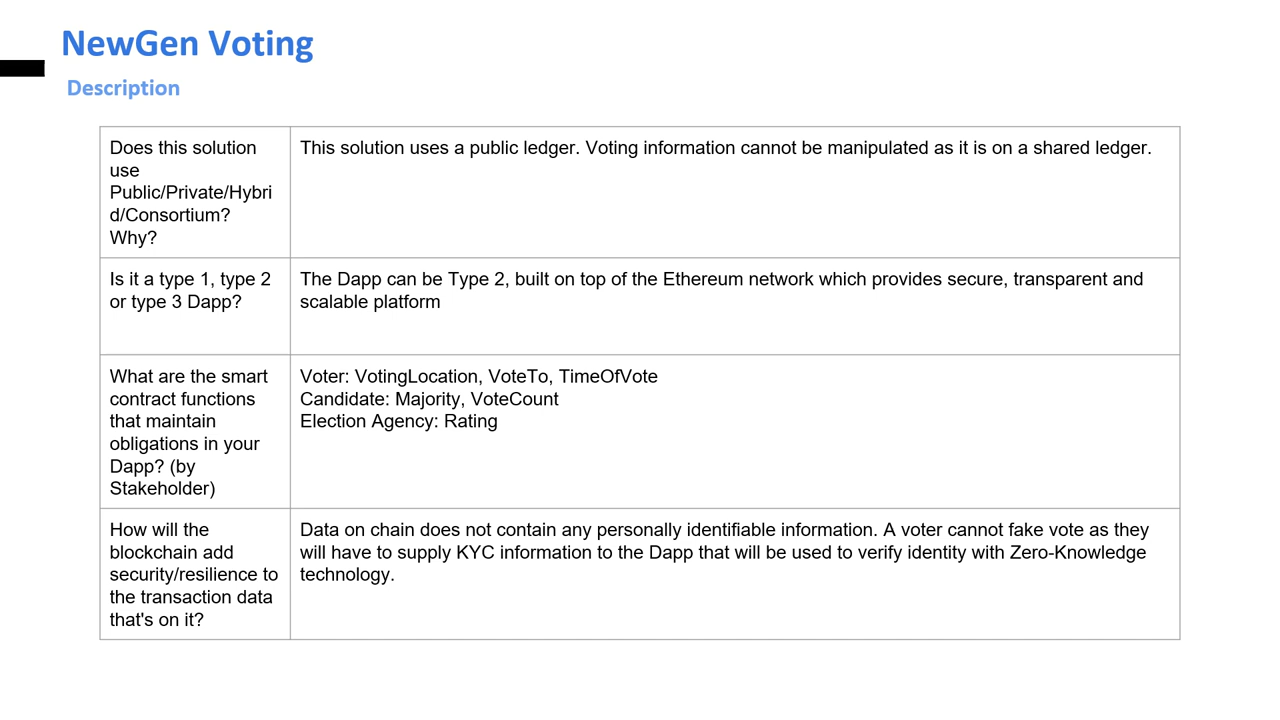 NewGen Voting
Description
Does this solution
use
Public/Private/Hybri
d/Consortium?
Why?
This solution uses a public ledger. Voting information cannot be manipulated as it is on a shared ledger.
Is it a type 1, type 2
or type 3 Dapp?
The Dapp can be Type 2, built on top of the Ethereum network which provides secure, transparent and
scalable platform
What are the smart
contract functions
that maintain
obligations in your
Dapp? (by
Stakeholder)
Voter: VotingLocation, VoteTo, TimeOfVote
Candidate: Majority, VoteCount
Election Agency: Rating
How will the
blockchain add
security/resilience to
the transaction data
that's on it?
Data on chain does not contain any personally identifiable information. A voter cannot fake vote as they
will have to supply KYC information to the Dapp that will be used to verify identity with Zero-Knowledge
technology.